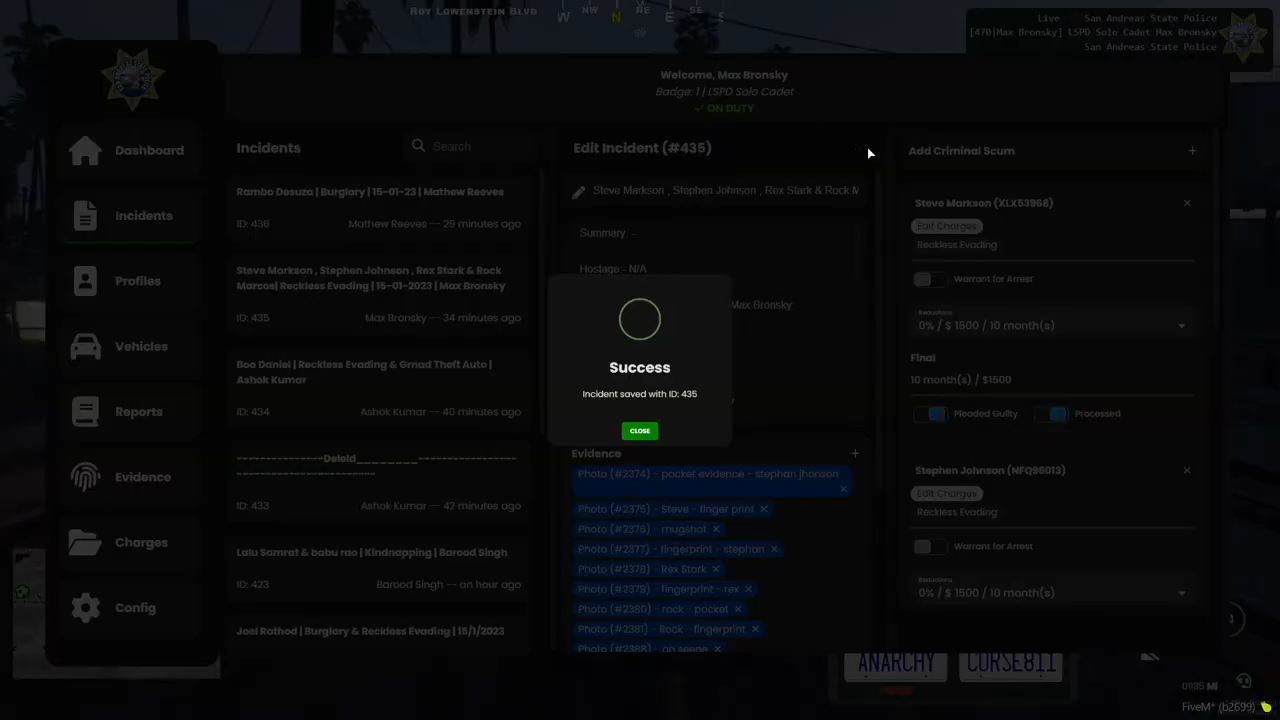 Roy Lowenstein Blvd
W NW N NE E SE S
Live San Andreas State Police
[470|Max Bronsky] LSPD Solo Cadet Max Bronsky
San Andreas State Police
Welcome, Max Bronsky
Badge: 1 | LSPD Solo Cadet
ON DUTY
Dashboard
Incidents
Profiles
Vehicles
Reports
Evidence
Charges
Config
Incidents
Search
Rambo Desuza | Burglary | 15-01-23 | Mathew Reeves
ID: 436 Mathew Reeves — 29 minutes ago
Steve Markson , Stephen Johnson , Rex Stark & Rock
Marcos| Reckless Evading | 15-01-2023 | Max Bronsky
ID: 435 Max Bronsky — 34 minutes ago
Boo Daniel | Reckless Evading & Grnad Theft Auto |
Ashok Kumar
ID: 434 Ashok Kumar — 40 minutes ago
ID: 433 Ashok Kumar — 42 minutes ago
Lalu Samrat & babu rao | Kindnapping | Barood Singh
ID: 423 Barood Singh — an hour ago
Joel Rathod | Burglary & Reckless Evading | 15/1/2023
Edit Incident (#435)
Steve Markson , Stephen Johnson , Rex Stark & Rock M
Summary: -
Hostage - N/A
Max Bronsky
Success
Incident saved with ID: 435
CLOSE
Evidence +
Photo (#2374) - pocket evidence - stephan jhonson ×
Photo (#2375) - Steve - finger print ×
Photo (#2376) - mugshot ×
Photo (#2377) - fingerprint - stephan ×
Photo (#2378) - Rex Stark ×
Photo (#2379) - fingerprint - rex ×
Photo (#2380) - rock - pocket ×
Photo (#2381) - Rock - fingerprint ×
Photo (#2388) - on seene ×
Add Criminal Scum +
Steve Markson (XLX53968) ×
Edit Charges
Reckless Evading
Warrant for Arrest
Reductions
0% / $ 1500 / 10 month(s)
Final
10 month(s) / $1500
Pleaded Guilty Processed
Stephen Johnson (NFQ96013) ×
Edit Charges
Reckless Evading
Warrant for Arrest
Reductions
0% / $ 1500 / 10 month(s)
ANARCHY CURSE811
FiveM* (b2699)